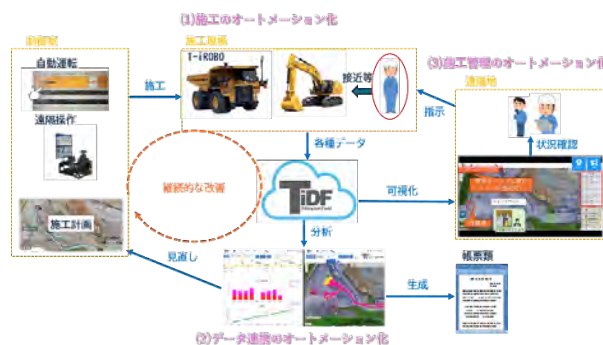 (1)施工のオートメーション化
制御室
施工現場
自動運転
T-iROBO
接近等
(3)施工管理のオートメーション化
遠隔地
施工
指示
遠隔操作
各種データ
状況確認
継続的な改善
TiDF
可視化
施工計画
分析
見直し
帳票類
生成
(2)データ連携のオートメーション化